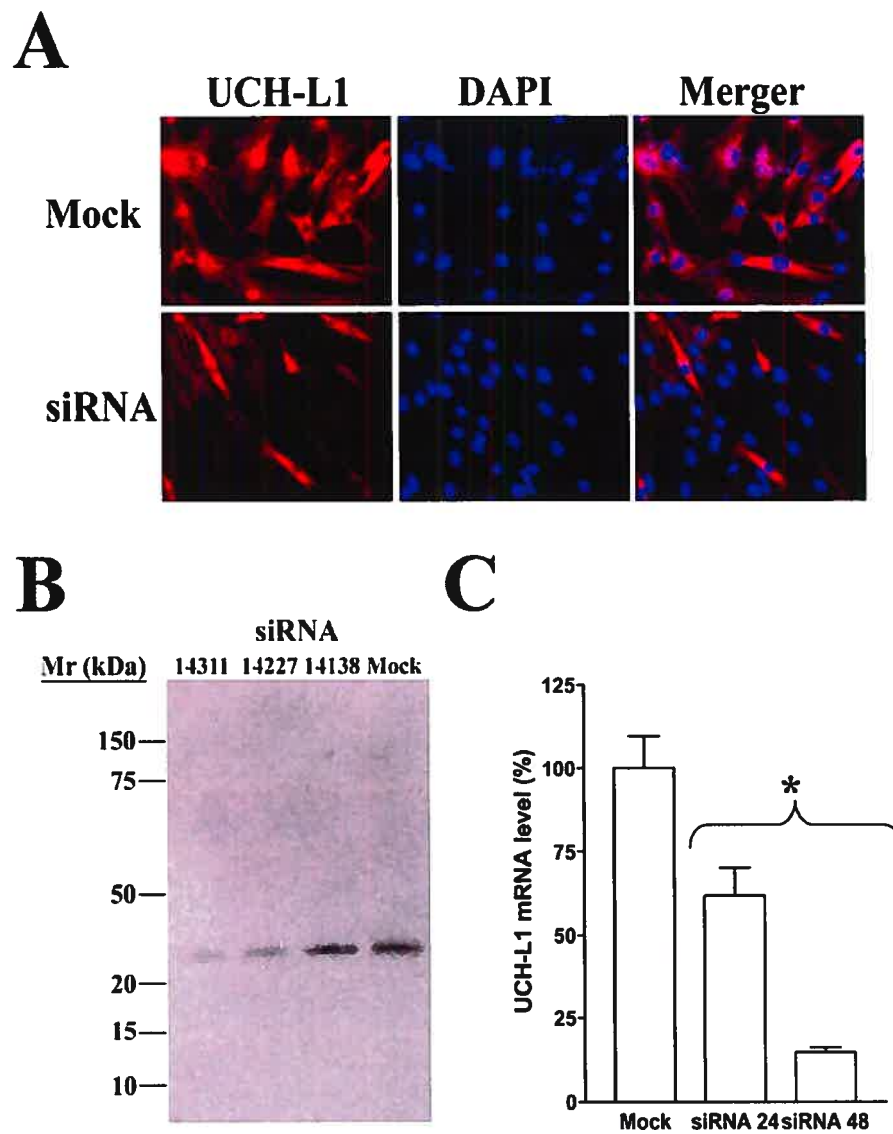 A
UCH-L1 DAPI Merger
Mock
siRNA
B
siRNA
Mr (kDa) 14311 14227 14138 Mock
150
75
50
20
15
10
C
UCH-L1 mRNA level (%)
125
100
75
50
25
0
*
Mock siRNA 24 siRNA 48